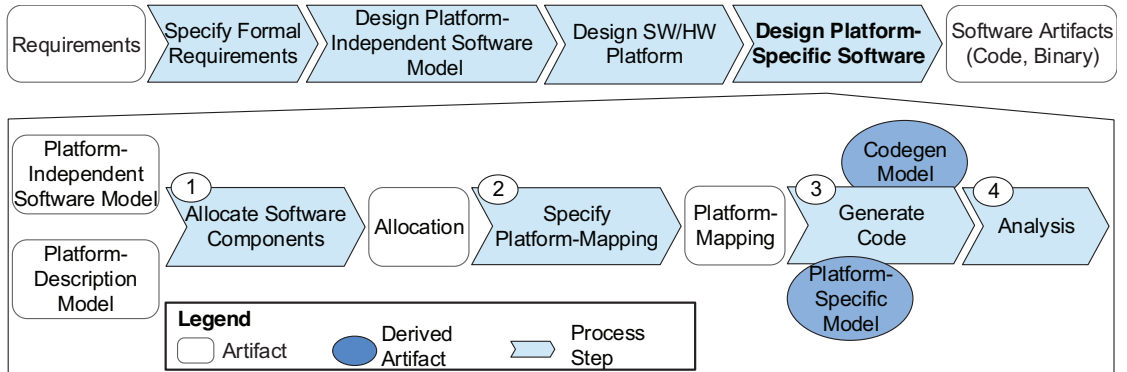 Requirements
Specify Formal
Requirements
Design Platform-
Independent Software
Model
Design SW/HW
Platform
Design Platform-
Specific Software
Software Artifacts
(Code, Binary)
Platform-
Independent
Software Model
Platform-
Description
Model
1
Allocate Software
Components
Allocation
2
Specify
Platform-Mapping
Platform-
Mapping
3
Generate
Code
Codegen
Model
Platform-
Specific
Model
4
Analysis
Legend
Artifact
Derived
Artifact
Process
Step